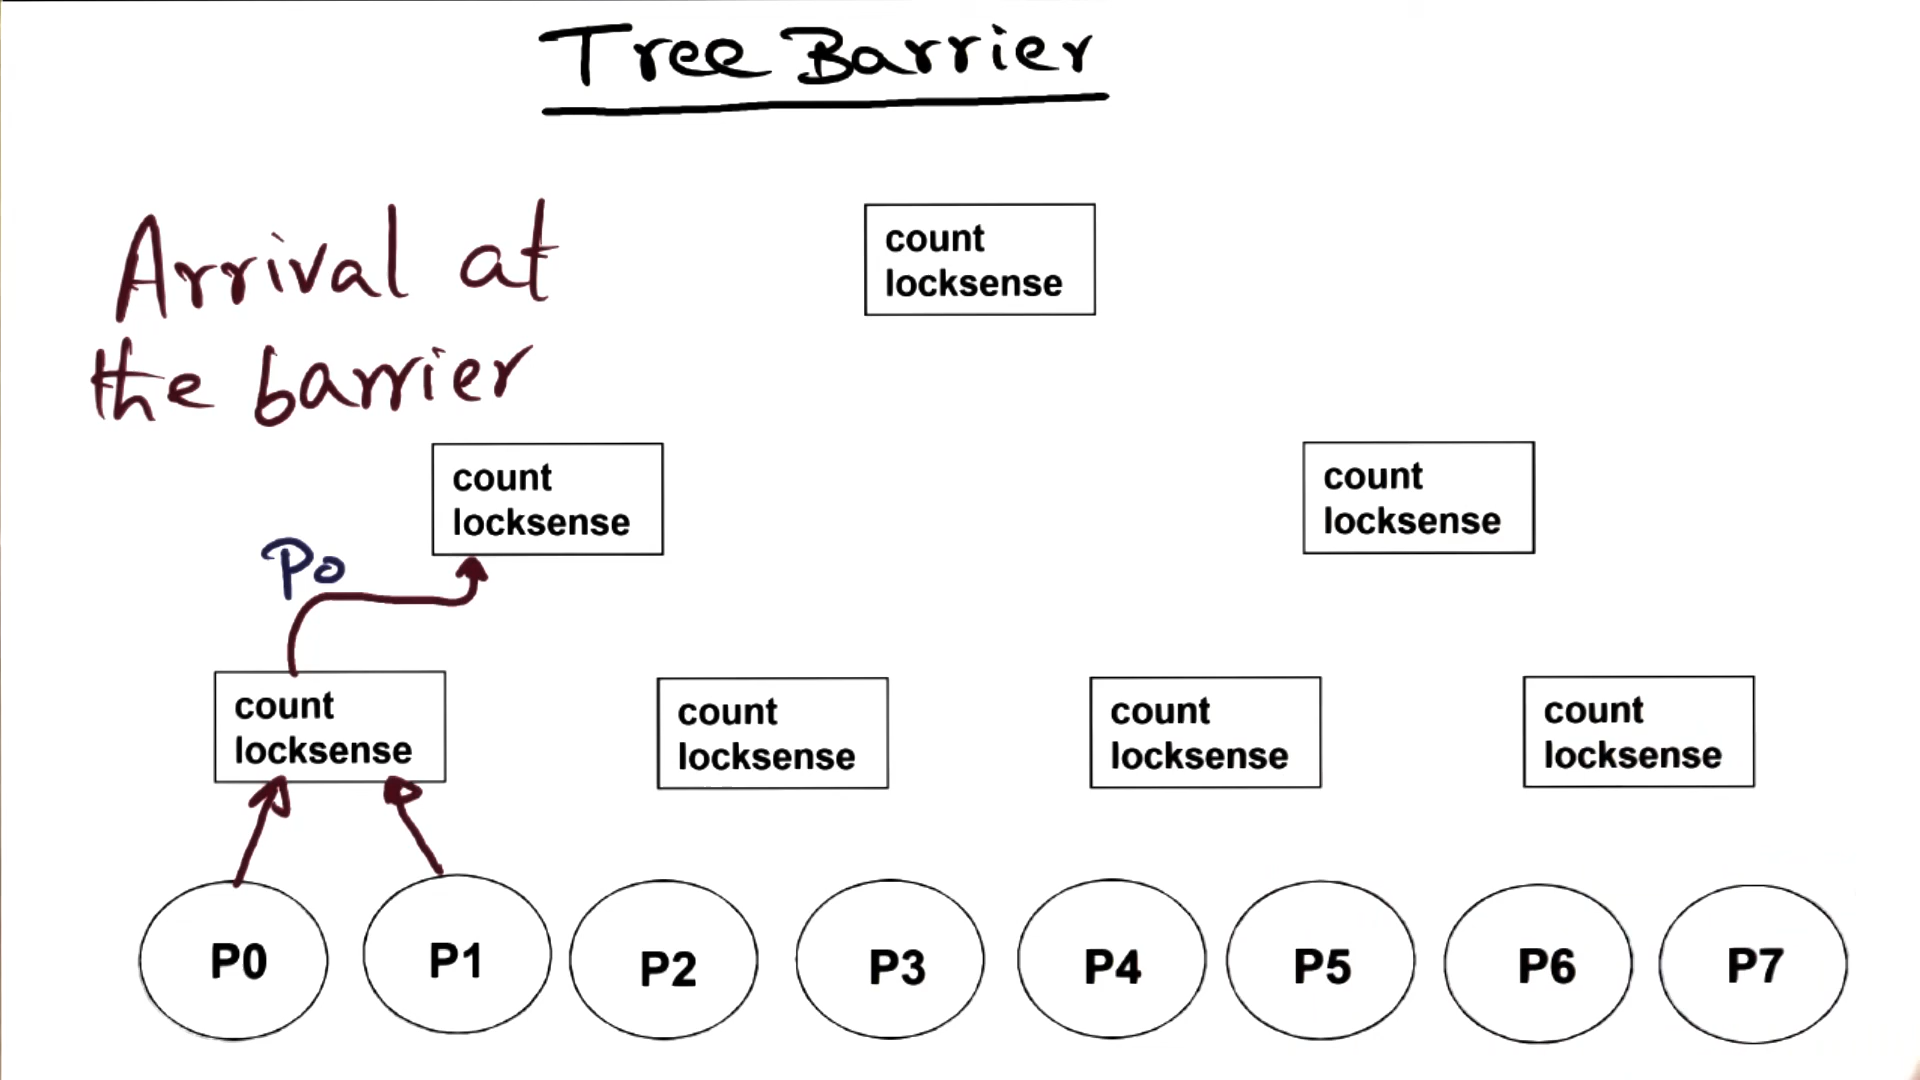 Tree Barrier
Arrival at
the barrier
count
locksense
count
locksense
count
locksense
Po
count
locksense
count
locksense
count
locksense
count
locksense
P0 P1 P2 P3 P4 P5 P6 P7